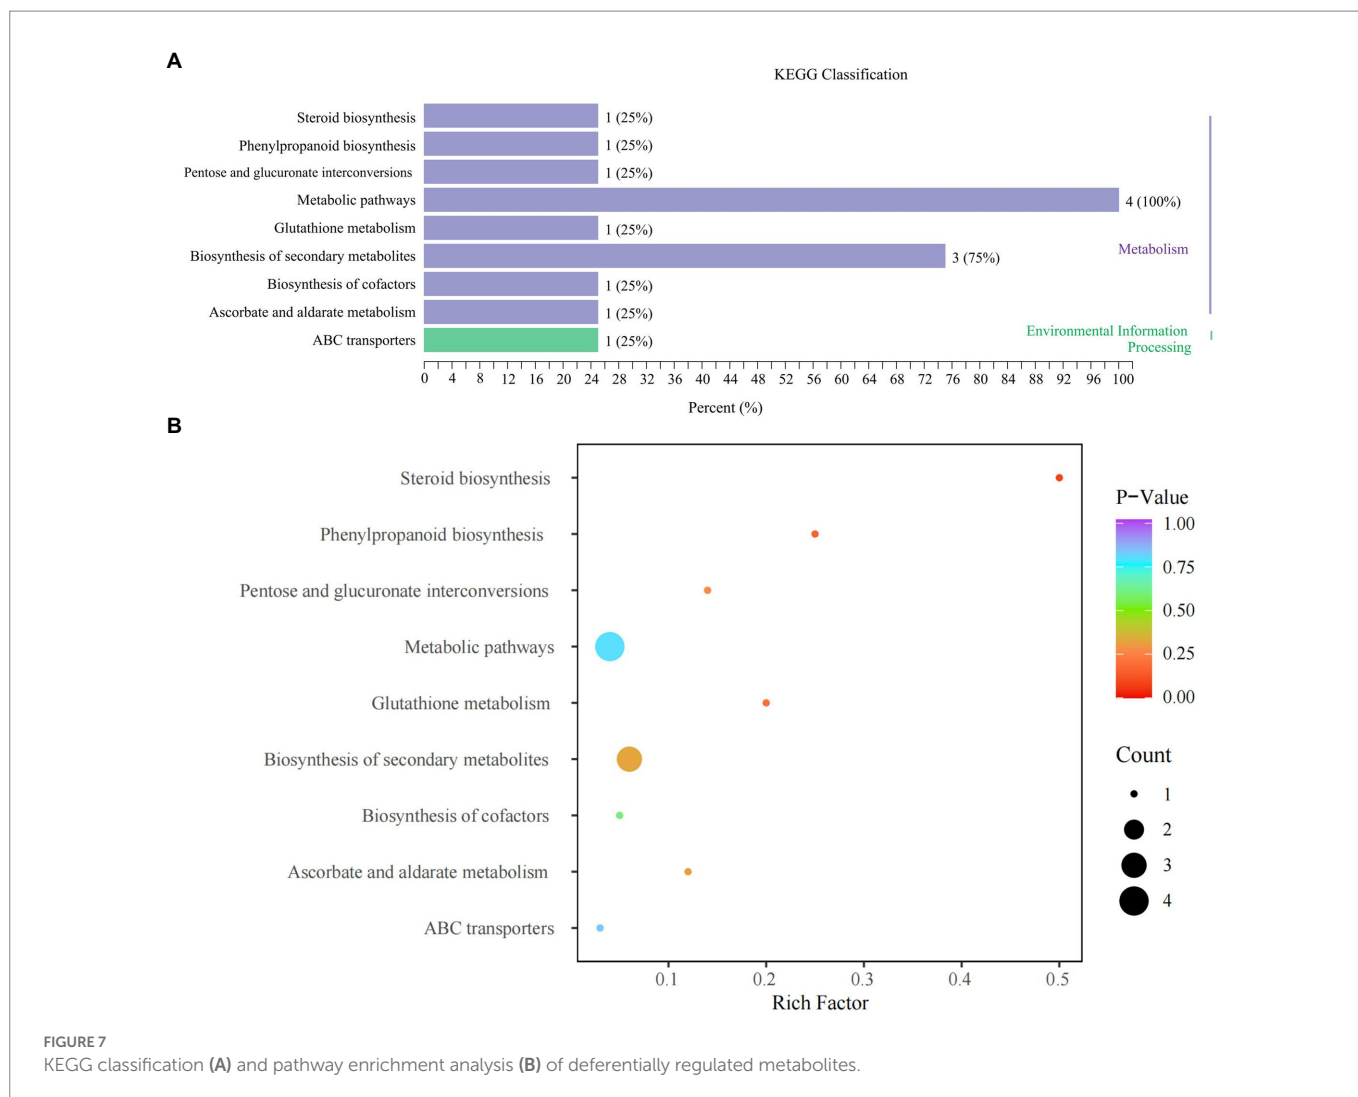 A
KEGG Classification
Steroid biosynthesis 1 (25%)
Phenylpropanoid biosynthesis 1 (25%)
Pentose and glucuronate interconversions 1 (25%)
Metabolic pathways 4 (100%)
Glutathione metabolism 1 (25%)
Biosynthesis of secondary metabolites 3 (75%) Metabolism
Biosynthesis of cofactors 1 (25%)
Ascorbate and aldarate metabolism 1 (25%)
Environmental Information
ABC transporters 1 (25%)
Processing
0 4 8 12 16 20 24 28 32 36 40 44 48 52 56 60 64 68 72 76 80 84 88 92 96 100
Percent (%)
B
Steroid biosynthesis
Phenylpropanoid biosynthesis
Pentose and glucuronate interconversions
Metabolic pathways
Glutathione metabolism
Biosynthesis of secondary metabolites
Biosynthesis of cofactors
Ascorbate and aldarate metabolism
ABC transporters
0.1 0.2 0.3 0.4 0.5
Rich Factor
P−Value
1.00
0.75
0.50
0.25
0.00
Count
1
2
3
4
FIGURE 7
KEGG classification (A) and pathway enrichment analysis (B) of deferentially regulated metabolites.